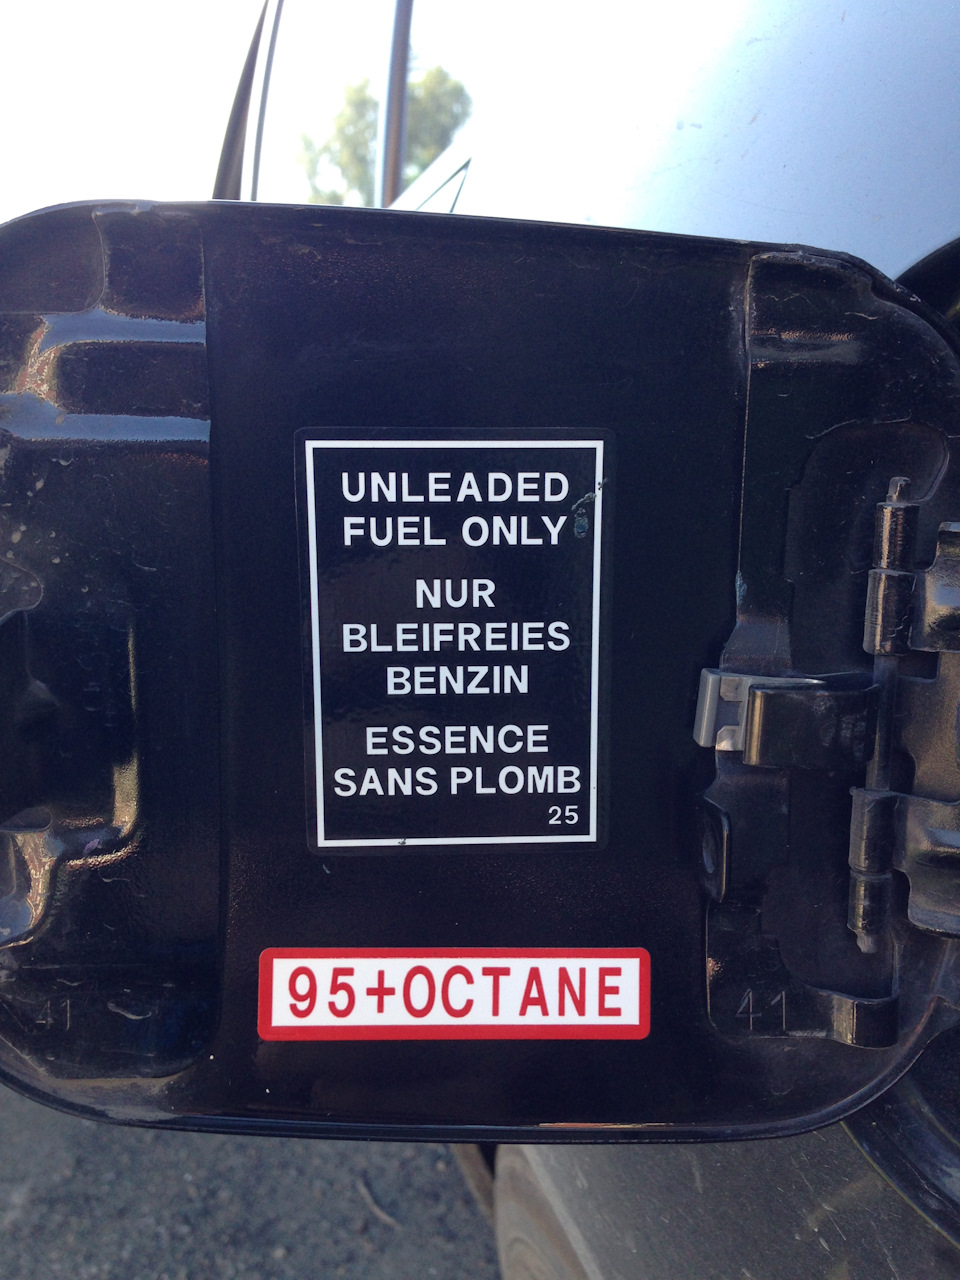 UNLEADED
FUEL ONLY
NUR
BLEIFREIES
BENZIN
ESSENCE
SANS PLOMB
25
95+OCTANE
41
41